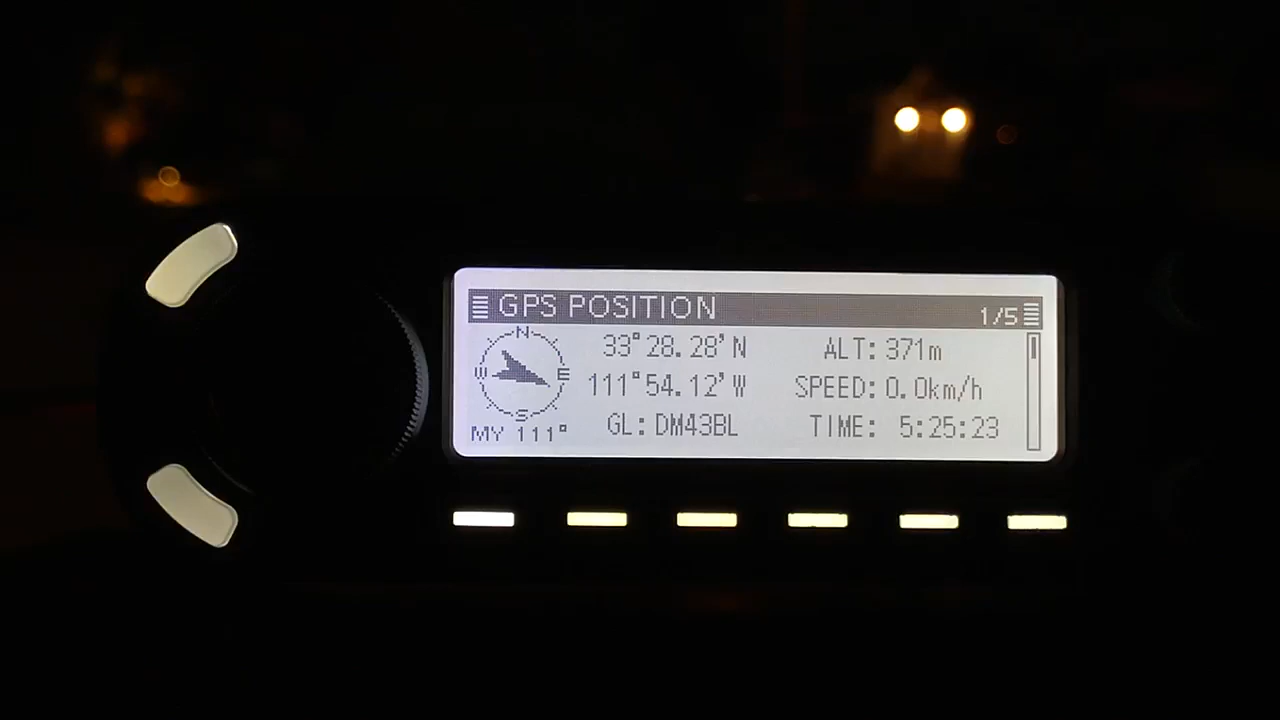 GPS POSITION 1/5
N
W E
S
MY 111°
33°28.28'N
111°54.12'W
GL: DM43BL
ALT: 371m
SPEED: 0.0km/h
TIME: 5:25:23